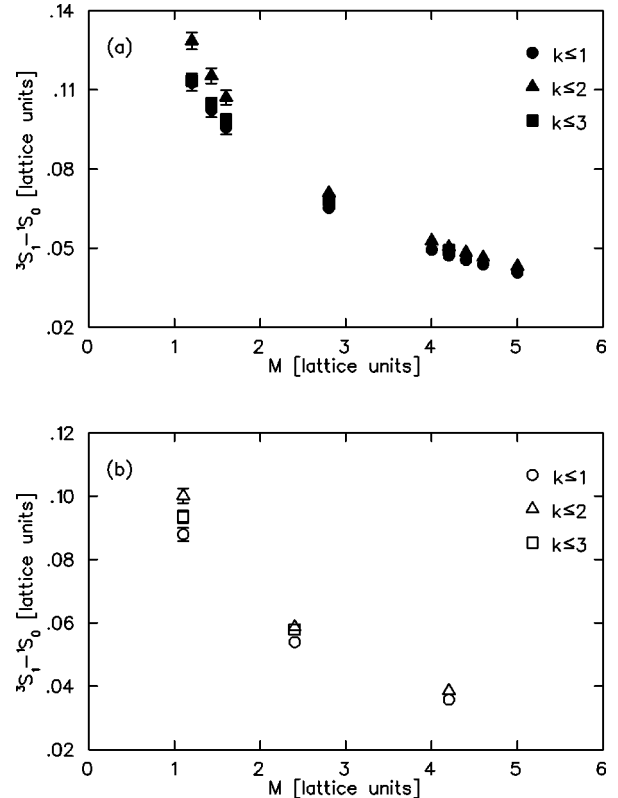 .14
(a)
k≤1
.11
k≤2
k≤3
.08
.05
.02
³S₁−¹S₀ [lattice units]
0 1 2 3 4 5 6
M [lattice units]
.12
(b)
k≤1
.10
k≤2
k≤3
.08
.06
.04
.02
³S₁−¹S₀ [lattice units]
0 1 2 3 4 5 6
M [lattice units]